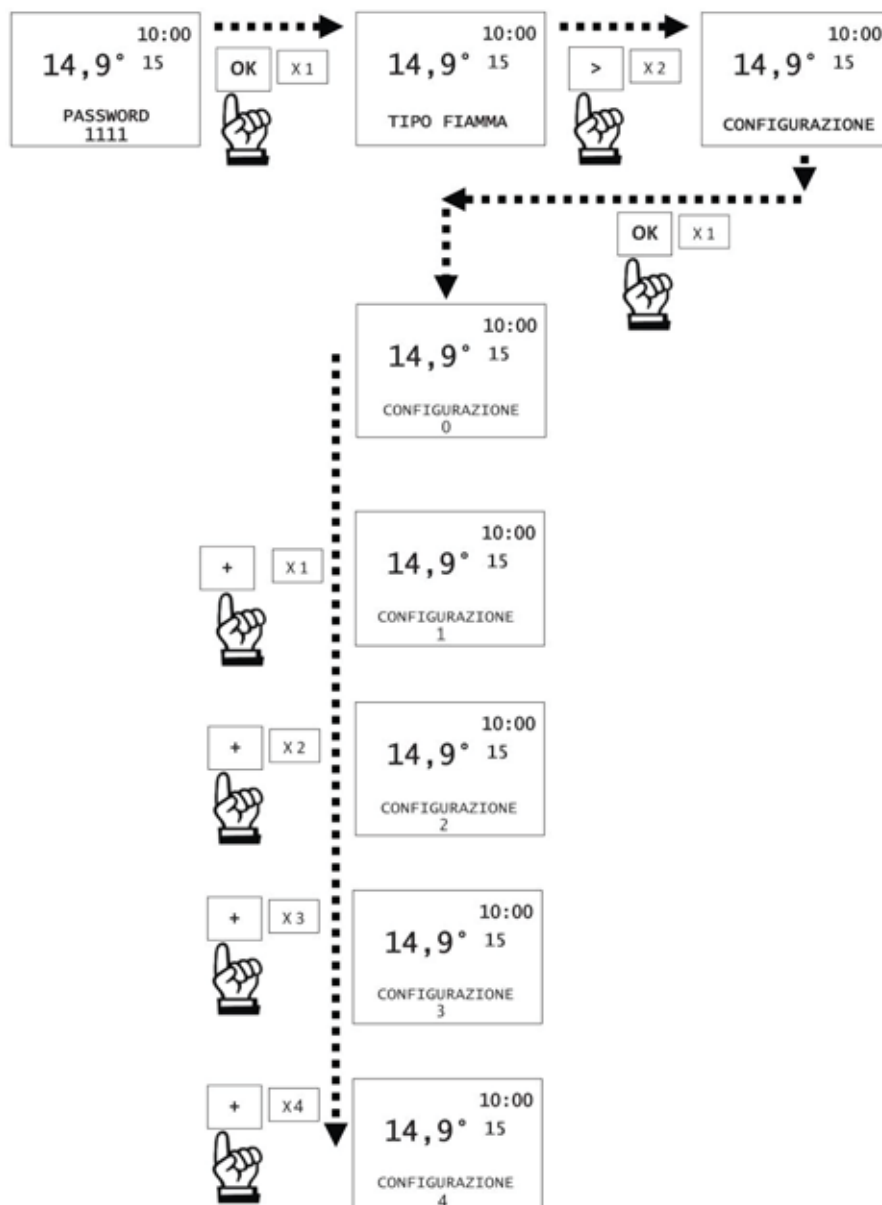 10:00
14,9° 15
PASSWORD
1111
OK X 1
10:00
14,9° 15
TIPO FIAMMA
> X 2
10:00
14,9° 15
CONFIGURAZIONE
OK X 1
10:00
14,9° 15
CONFIGURAZIONE
0
+ X 1
10:00
14,9° 15
CONFIGURAZIONE
1
+ X 2
10:00
14,9° 15
CONFIGURAZIONE
2
+ X 3
10:00
14,9° 15
CONFIGURAZIONE
3
+ X 4
10:00
14,9° 15
CONFIGURAZIONE
4